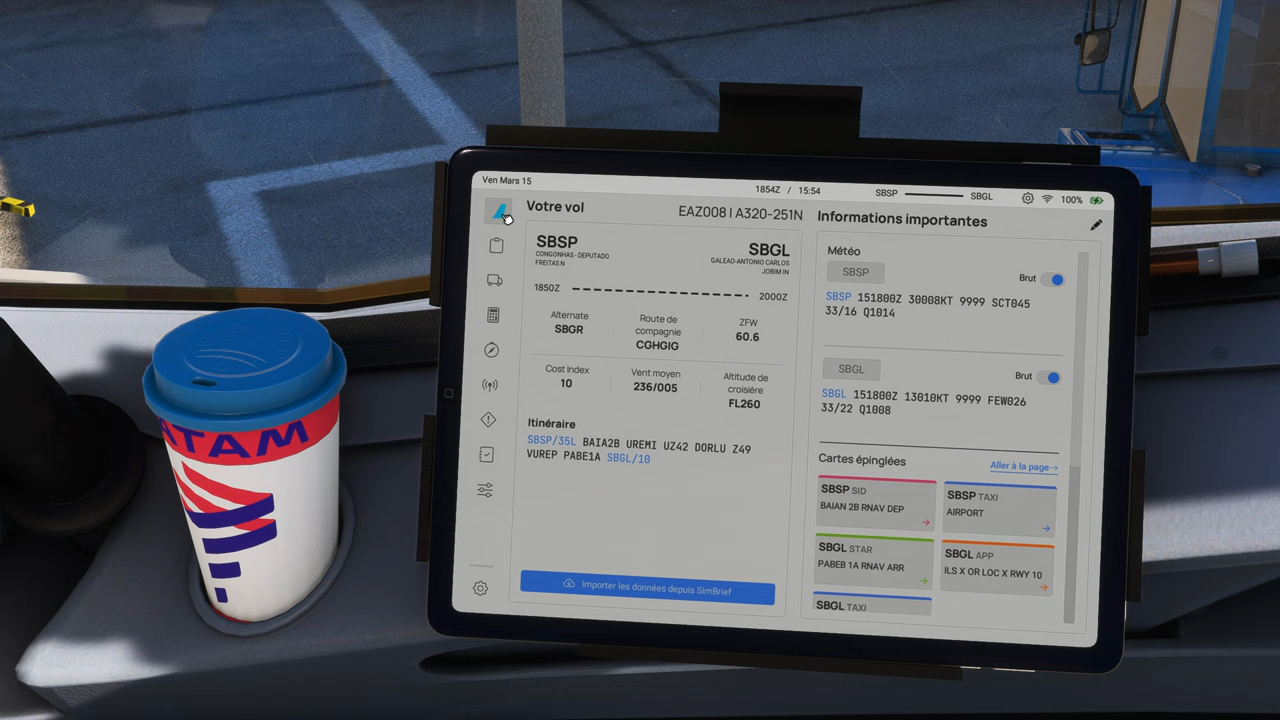 LATAM
Ven Mars 15
1854Z / 15:54
SBSP
SBGL
100%
Votre vol
EAZ008 | A320-251N
SBSP
CONGONHAS - DEPUTADO
FREITAS N
SBGL
GALEAO-ANTONIO CARLOS
JOBIM IN
1850Z
2000Z
Alternate
SBGR
Route de
compagnie
CGHGIG
ZFW
60.6
Cost Index
10
Vent moyen
236/005
Altitude de
croisière
FL260
Itinéraire
SBSP/35L BAIA2B UREMI UZ42 DORLU Z49
VUREP PABE1A SBGL/10
Importer les données depuis SimBrief
Informations importantes
Météo
SBSP
Brut
SBSP 151800Z 30008KT 9999 SCT045
33/16 Q1014
SBGL
Brut
SBGL 151800Z 13010KT 9999 FEW026
33/22 Q1008
Cartes épinglées
Aller à la page→
SBSP SID
BAIAN 2B RNAV DEP
→
SBSP TAXI
AIRPORT
→
SBGL STAR
PABEB 1A RNAV ARR
→
SBGL APP
ILS X OR LOC X RWY 10
→
SBGL TAXI